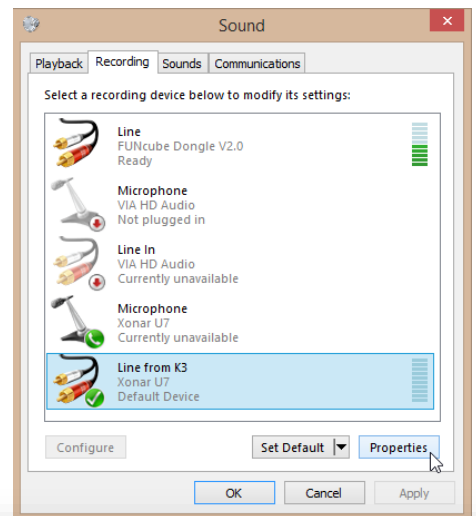 Sound
Playback Recording Sounds Communications
Select a recording device below to modify its settings:
Line
FUNcube Dongle V2.0
Ready
Microphone
VIA HD Audio
Not plugged in
Line In
VIA HD Audio
Currently unavailable
Microphone
Xonar U7
Currently unavailable
Line from K3
Xonar U7
Default Device
Configure Set Default Properties
OK Cancel Apply